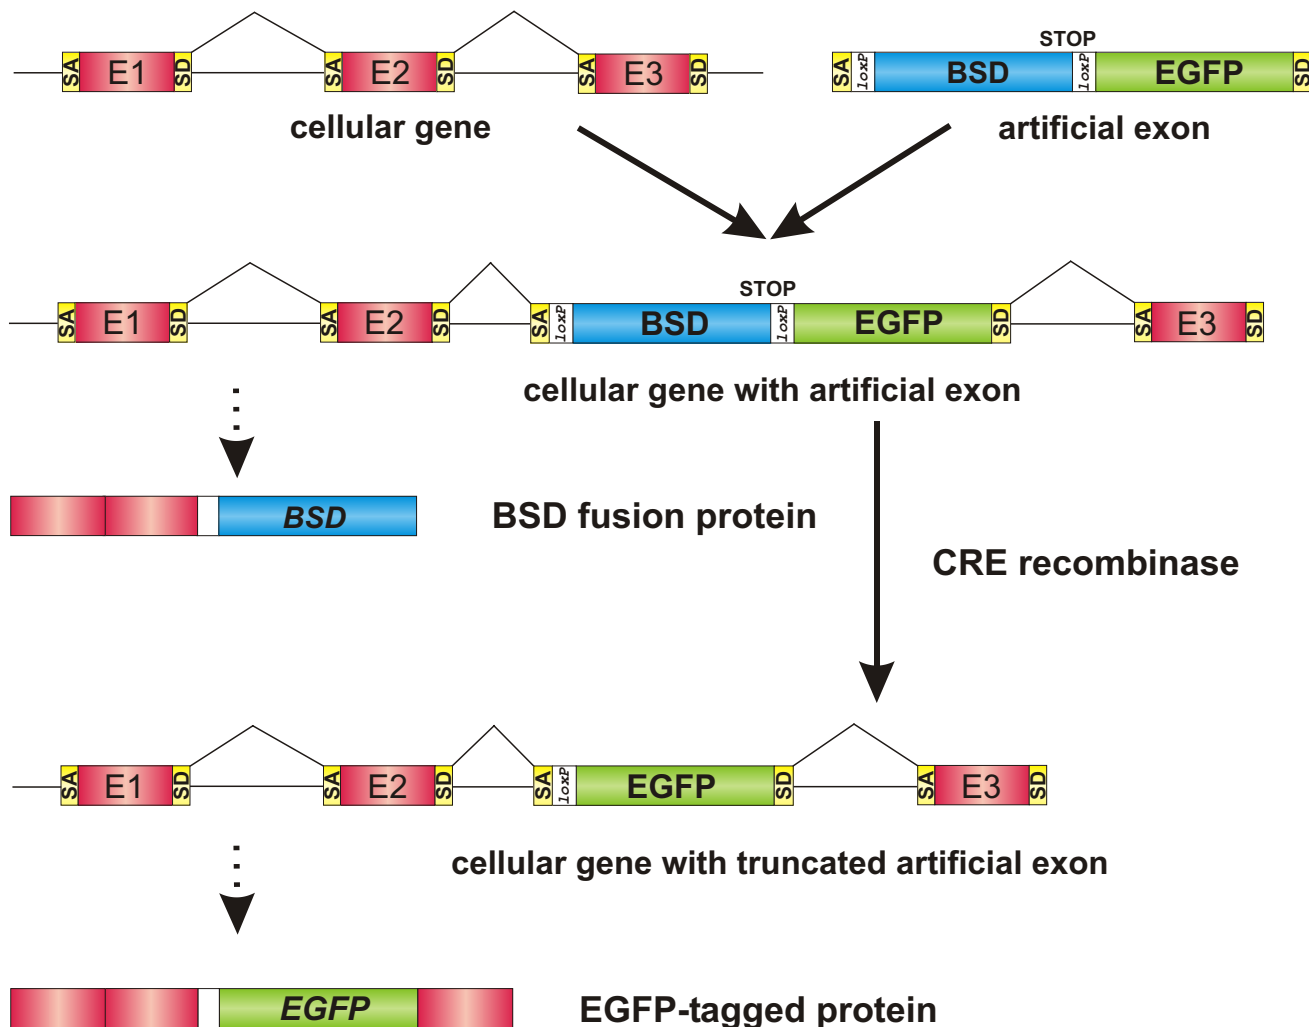 STOP
SA E1 SD SA E2 SD SA E3 SD SA loxP BSD loxP EGFP SD
cellular gene artificial exon
STOP
SA E1 SD SA E2 SD SA loxP BSD loxP EGFP SD SA E3 SD
cellular gene with artificial exon
BSD BSD fusion protein
CRE recombinase
SA E1 SD SA E2 SD SA loxP EGFP SD SA E3 SD
cellular gene with truncated artificial exon
EGFP EGFP-tagged protein